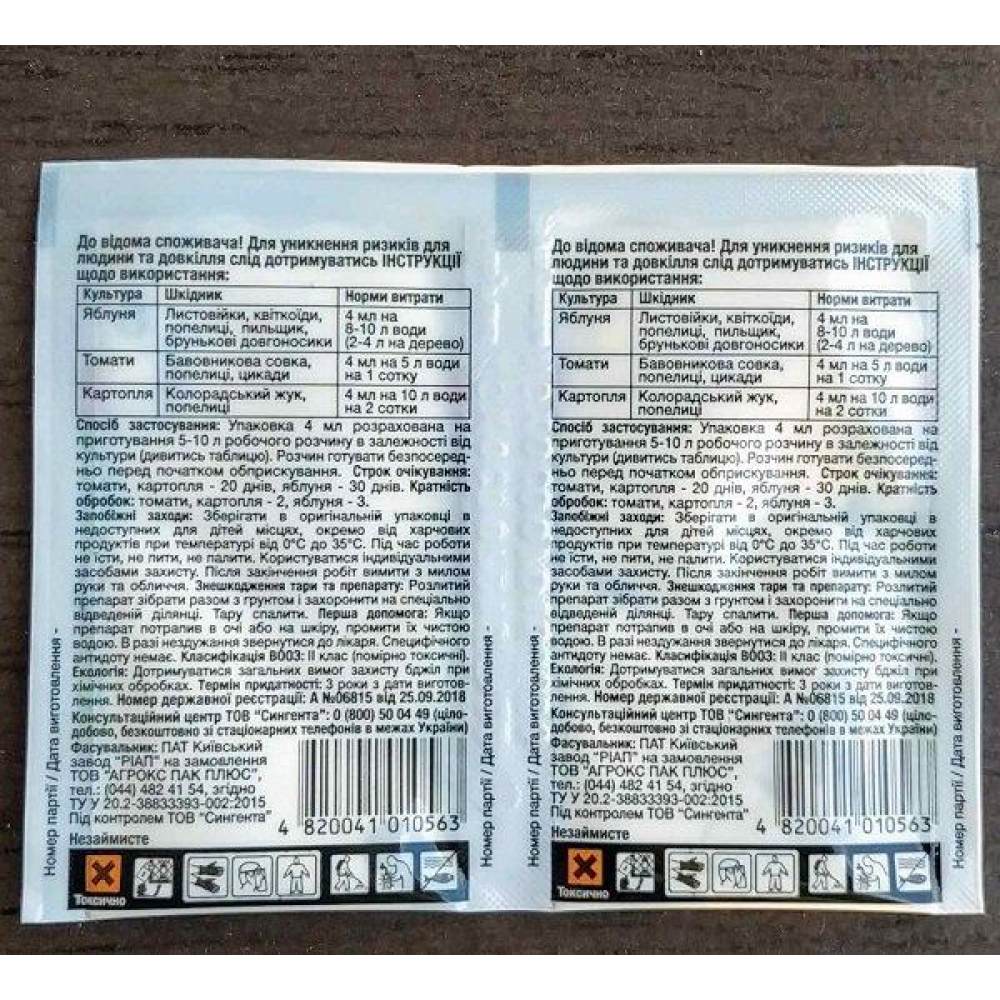 До відома споживача! Для уникнення ризиків для
людини та довкілля слід дотримуватись ІНСТРУКЦІЇ
щодо використання:
Культура Шкідник Норми витрати
Яблуня Листовійки, квіткоїди, 4 мл на
попелиці, пильщик, 8-10 л води
брунькові довгоносики (2-4 л на дерево)
Томати Бавовникова совка, 4 мл на 5 л води
попелиці, цикади на 1 сотку
Картопля Колорадський жук, 4 мл на 10 л води
попелиці на 2 сотки
Спосіб застосування: Упаковка 4 мл розрахована на
приготування 5-10 л робочого розчину в залежності від
культури (дивитись таблицю). Розчин готувати безпосеред-
ньо перед початком обприскування. Строк очікування:
томати, картопля - 20 днів, яблуня - 30 днів. Кратність
обробок: томати, картопля - 2, яблуня - 3.
Запобіжні заходи: Зберігати в оригінальній упаковці в
недоступних для дітей місцях, окремо від харчових
продуктів при температурі від 0°С до 35°С. Під час роботи
не їсти, не пити, не палити. Користуватися індивідуальними
засобами захисту. Після закінчення робіт вимити з милом
руки та обличчя. Знешкодження тари та препарату: Розлитий
препарат зібрати разом з грунтом і захоронити на спеціально
відведеній ділянці. Тару спалити. Перша допомога: Якщо
препарат потрапив в очі або на шкіру, промити їх чистою
водою. В разі нездужання звернутися до лікаря. Специфічного
антидоту немає. Класифікація ВООЗ: II клас (помірно токсичні).
Екологія: Дотримуватися загальних вимог захисту бджіл при
хімічних обробках. Термін придатності: 3 роки з дати виготов-
лення. Номер державної реєстрації: А №06815 від 25.09.2018
Консультаційний центр ТОВ "Сингента": 0 (800) 50 04 49 (ціло-
добово, безкоштовно зі стаціонарних телефонів в межах України)
Фасувальник: ПАТ Київський
завод "РІАП" на замовлення
ТОВ "АГРОКС ПАК ПЛЮС",
тел.: (044) 482 41 54, згідно
ТУ У 20.2-38833393-002:2015
Під контролем ТОВ "Сингента"
Незаймисте
4 820041 010563
Токсично
Номер партії / Дата виготовлення -
Номер партії / Дата виготовлення -
До відома споживача! Для уникнення ризиків для
людини та довкілля слід дотримуватись ІНСТРУКЦІЇ
щодо використання:
Культура Шкідник Норми витрати
Яблуня Листовійки, квіткоїди, 4 мл на
попелиці, пильщик, 8-10 л води
брунькові довгоносики (2-4 л на дерево)
Томати Бавовникова совка, 4 мл на 5 л води
попелиці, цикади на 1 сотку
Картопля Колорадський жук, 4 мл на 10 л води
попелиці на 2 сотки
Спосіб застосування: Упаковка 4 мл розрахована на
приготування 5-10 л робочого розчину в залежності від
культури (дивитись таблицю). Розчин готувати безпосеред-
ньо перед початком обприскування. Строк очікування:
томати, картопля - 20 днів, яблуня - 30 днів. Кратність
обробок: томати, картопля - 2, яблуня - 3.
Запобіжні заходи: Зберігати в оригінальній упаковці в
недоступних для дітей місцях, окремо від харчових
продуктів при температурі від 0°С до 35°С. Під час роботи
не їсти, не пити, не палити. Користуватися індивідуальними
засобами захисту. Після закінчення робіт вимити з милом
руки та обличчя. Знешкодження тари та препарату: Розлитий
препарат зібрати разом з грунтом і захоронити на спеціально
відведеній ділянці. Тару спалити. Перша допомога: Якщо
препарат потрапив в очі або на шкіру, промити їх чистою
водою. В разі нездужання звернутися до лікаря. Специфічного
антидоту немає. Класифікація ВООЗ: II клас (помірно токсичні).
Екологія: Дотримуватися загальних вимог захисту бджіл при
хімічних обробках. Термін придатності: 3 роки з дати виготов-
лення. Номер державної реєстрації: А №06815 від 25.09.2018
Консультаційний центр ТОВ "Сингента": 0 (800) 50 04 49 (ціло-
добово, безкоштовно зі стаціонарних телефонів в межах України)
Фасувальник: ПАТ Київський
завод "РІАП" на замовлення
ТОВ "АГРОКС ПАК ПЛЮС",
тел.: (044) 482 41 54, згідно
ТУ У 20.2-38833393-002:2015
Під контролем ТОВ "Сингента"
Незаймисте
4 820041 010563
Токсично
Номер партії / Дата виготовлення -
Номер партії / Дата виготовлення -